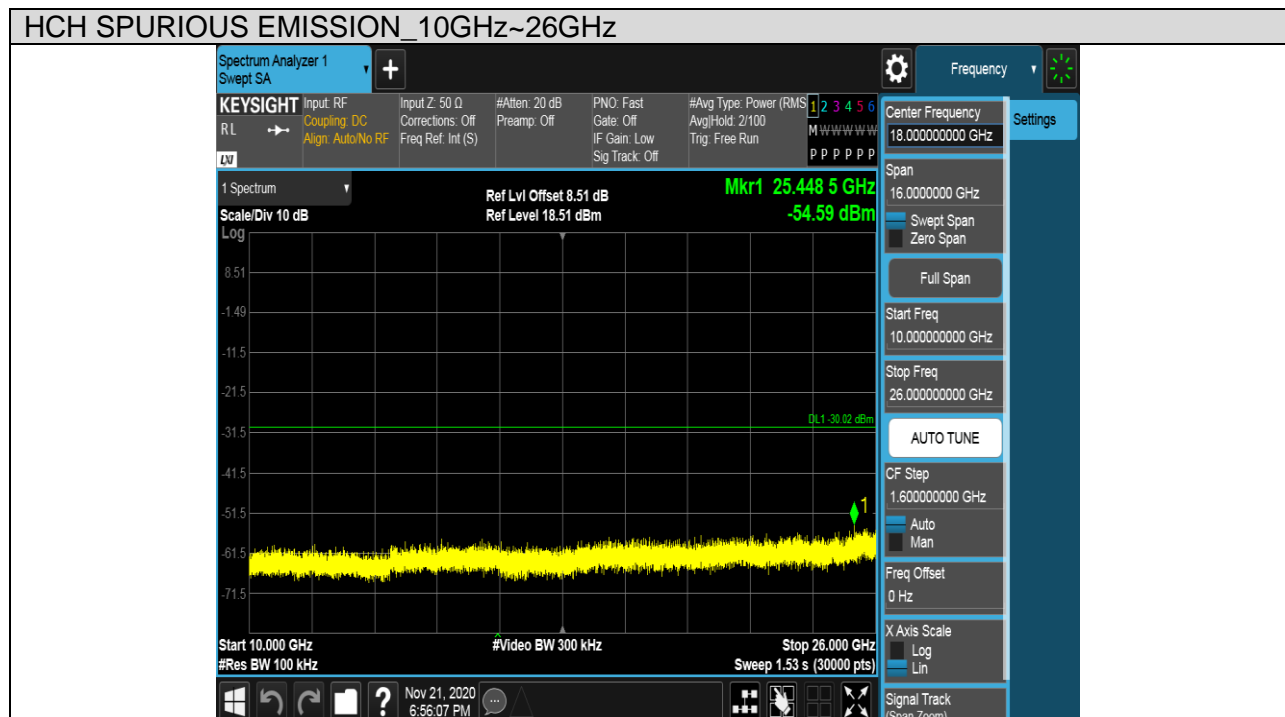 HCH SPURIOUS EMISSION_10GHz~26GHz
Spectrum Analyzer 1
Swept SA
+
Frequency
KEYSIGHT
RL
LXI
Input: RF
Coupling: DC
Align: Auto/No RF
Input Z: 50 Ω
Corrections: Off
Freq Ref: Int (S)
#Atten: 20 dB
Preamp: Off
PNO: Fast
Gate: Off
IF Gain: Low
Sig Track: Off
#Avg Type: Power (RMS
Avg|Hold: 2/100
Trig: Free Run
1 2 3 4 5 6
M W W W W W
P P P P P P
1 Spectrum
Scale/Div 10 dB
Log
Ref Lvl Offset 8.51 dB
Ref Level 18.51 dBm
Mkr1 25.448 5 GHz
-54.59 dBm
8.51
-1.49
-11.5
-21.5
DL1 -30.02 dBm
-31.5
-41.5
-51.5
1
-61.5
-71.5
Start 10.000 GHz
#Res BW 100 kHz
#Video BW 300 kHz
Stop 26.000 GHz
Sweep 1.53 s (30000 pts)
?
Nov 21, 2020
6:56:07 PM
Center Frequency
18.000000000 GHz
Settings
Span
16.0000000 GHz
Swept Span
Zero Span
Full Span
Start Freq
10.000000000 GHz
Stop Freq
26.000000000 GHz
AUTO TUNE
CF Step
1.600000000 GHz
Auto
Man
Freq Offset
0 Hz
X Axis Scale
Log
Lin
Signal Track
(Span Zoom)